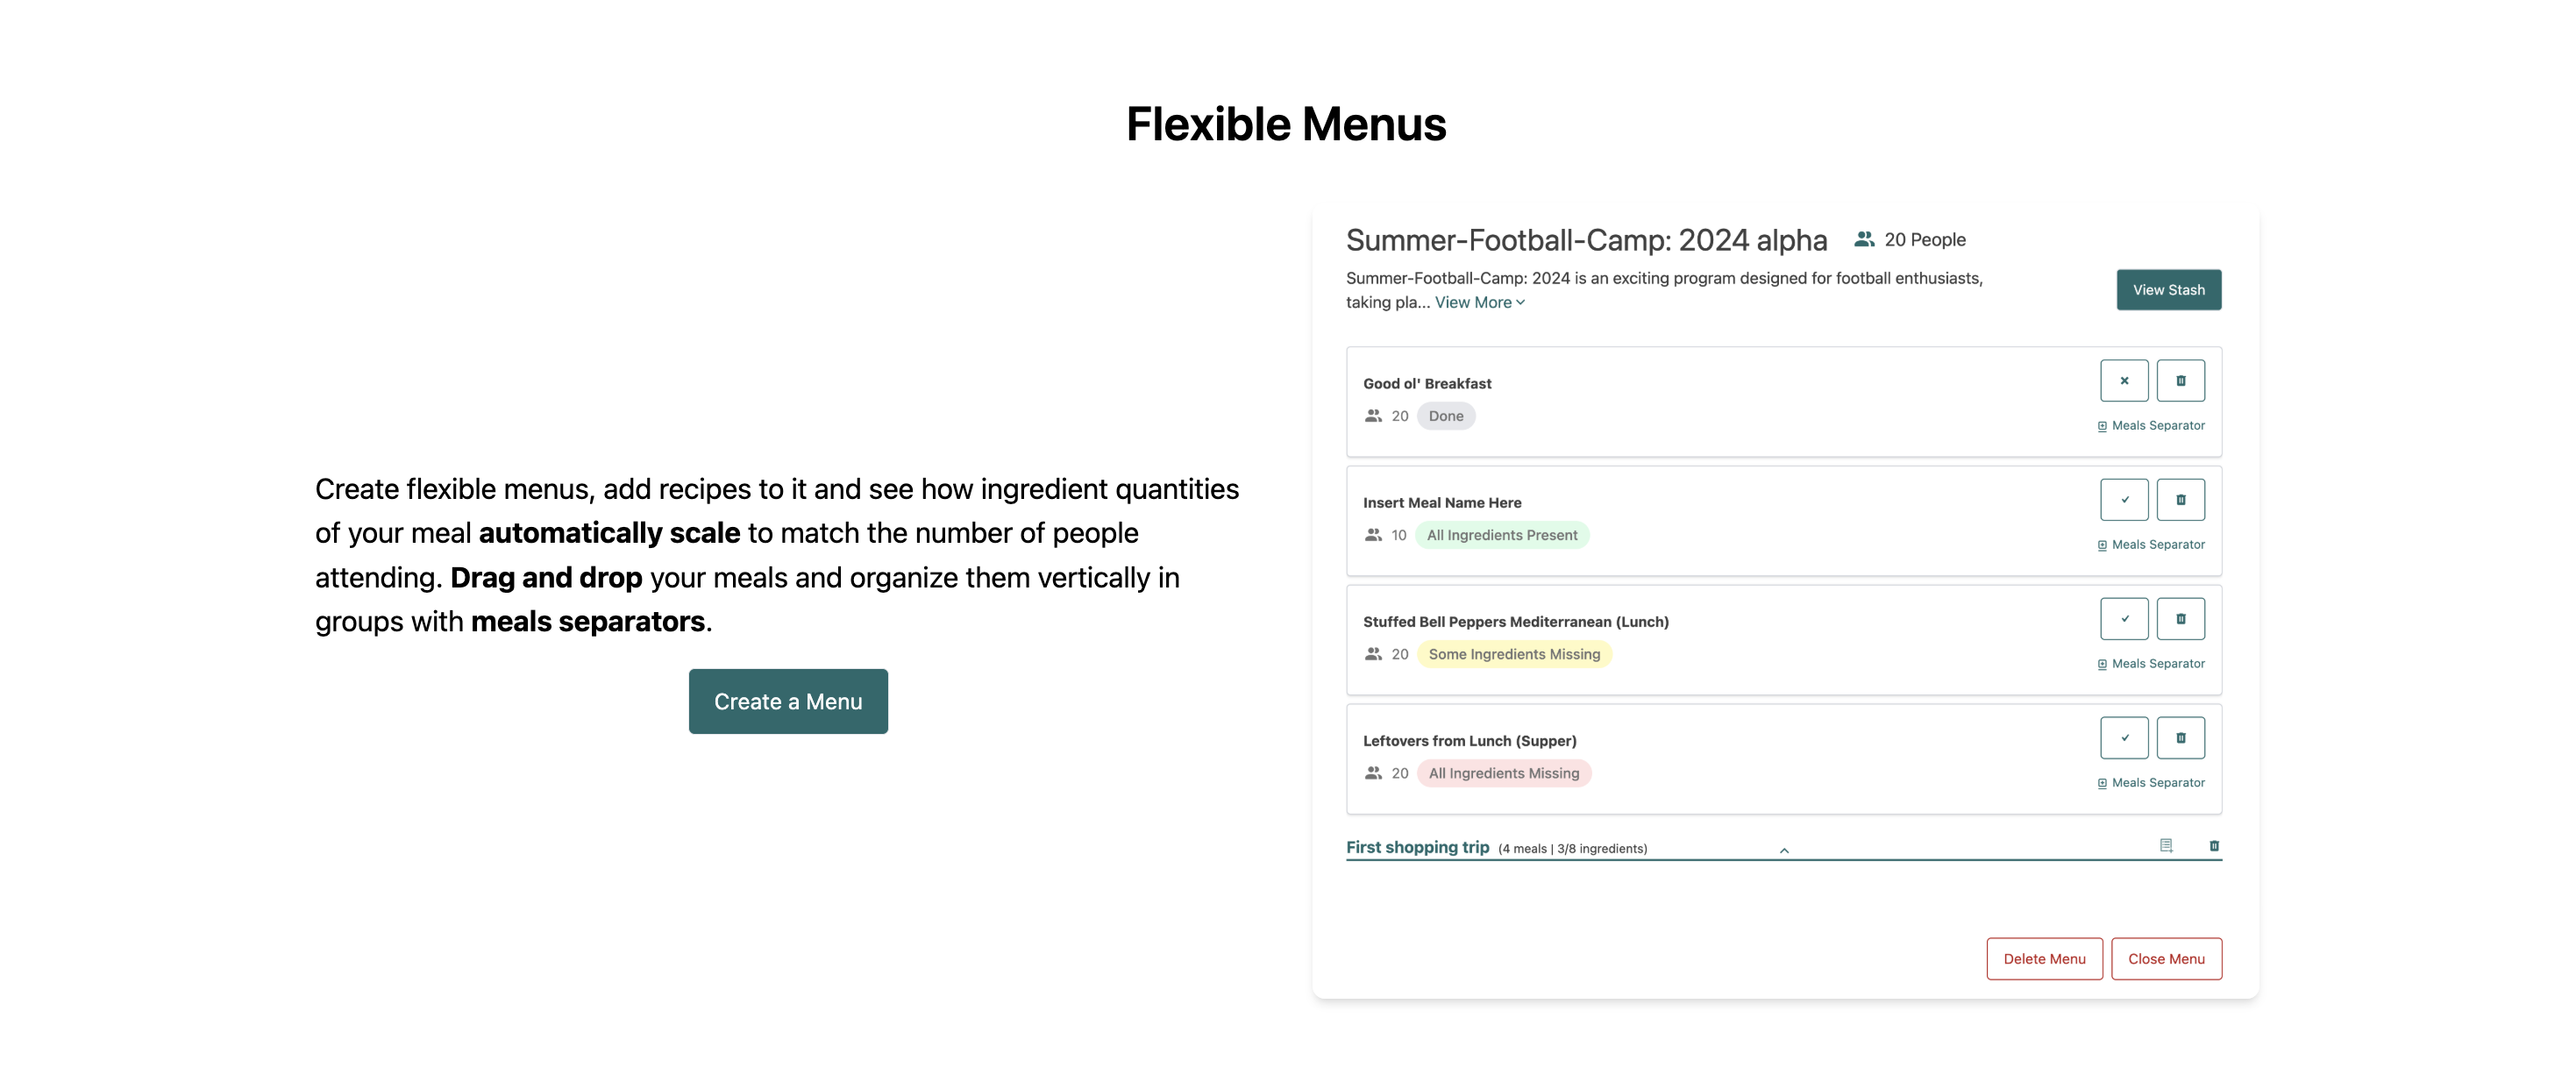 Flexible Menus
Create flexible menus, add recipes to it and see how ingredient quantities
of your meal automatically scale to match the number of people
attending. Drag and drop your meals and organize them vertically in
groups with meals separators.
Create a Menu
Summer-Football-Camp: 2024 alpha 20 People
Summer-Football-Camp: 2024 is an exciting program designed for football enthusiasts,
taking pla... View More
View Stash
Good ol' Breakfast
20 Done
Meals Separator
Insert Meal Name Here
10 All Ingredients Present
Meals Separator
Stuffed Bell Peppers Mediterranean (Lunch)
20 Some Ingredients Missing
Meals Separator
Leftovers from Lunch (Supper)
20 All Ingredients Missing
Meals Separator
First shopping trip (4 meals | 3/8 ingredients)
Delete Menu Close Menu